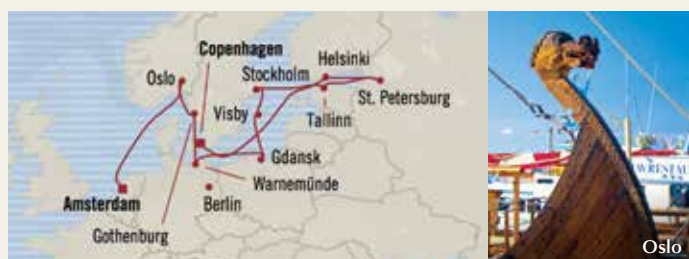 Copenhagen
Helsinki
Oslo
Stockholm
St. Petersburg
Visby
Tallinn
Gdansk
Warnemünde
Amsterdam
Berlin
Gothenburg
Oslo